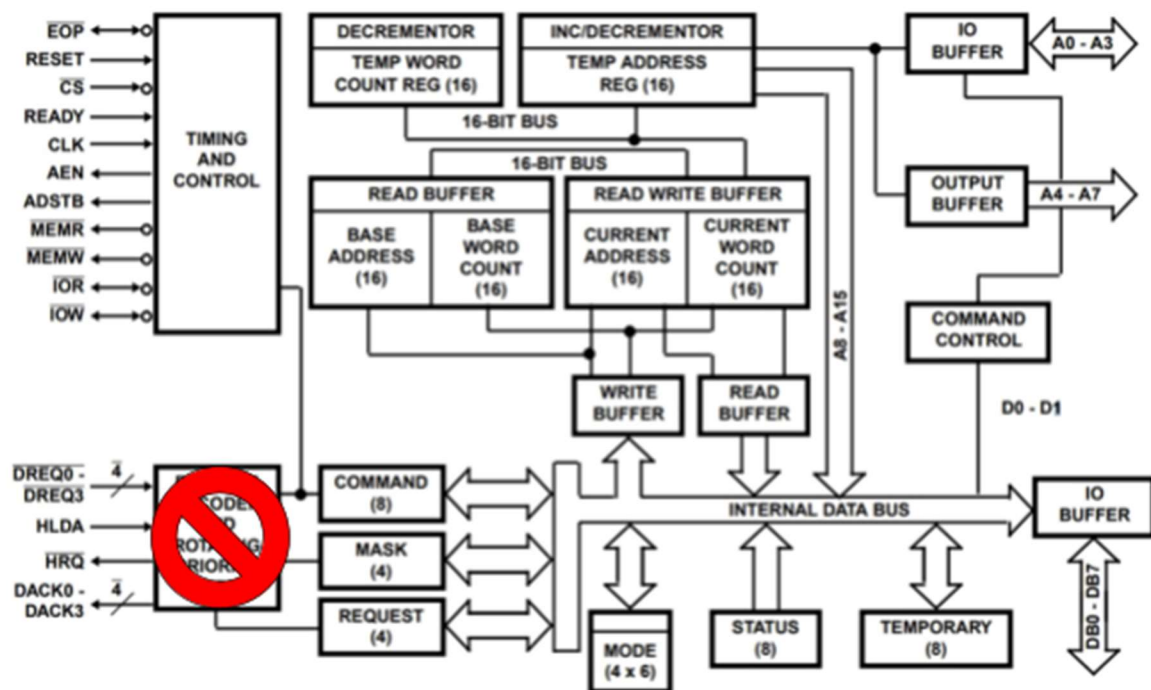 EOP
RESET
CS
READY
CLK
AEN
ADSTB
MEMR
MEMW
IOR
IOW
TIMING
AND
CONTROL
DECREMENTOR
TEMP WORD
COUNT REG (16)
INC/DECREMENTOR
TEMP ADDRESS
REG (16)
16-BIT BUS
16-BIT BUS
READ BUFFER
BASE
ADDRESS
(16)
BASE
WORD
COUNT
(16)
READ WRITE BUFFER
CURRENT
ADDRESS
(16)
CURRENT
WORD
COUNT
(16)
IO
BUFFER
A0 - A3
OUTPUT
BUFFER
A4 - A7
COMMAND
CONTROL
A8 - A15
WRITE
BUFFER
READ
BUFFER
D0 - D1
DREQ0 -
DREQ3
4
HLDA
HRQ
DACK0 -
DACK3
4
COMMAND
(8)
MASK
(4)
REQUEST
(4)
INTERNAL DATA BUS
IO
BUFFER
DB0 - DB7
MODE
(4 x 6)
STATUS
(8)
TEMPORARY
(8)